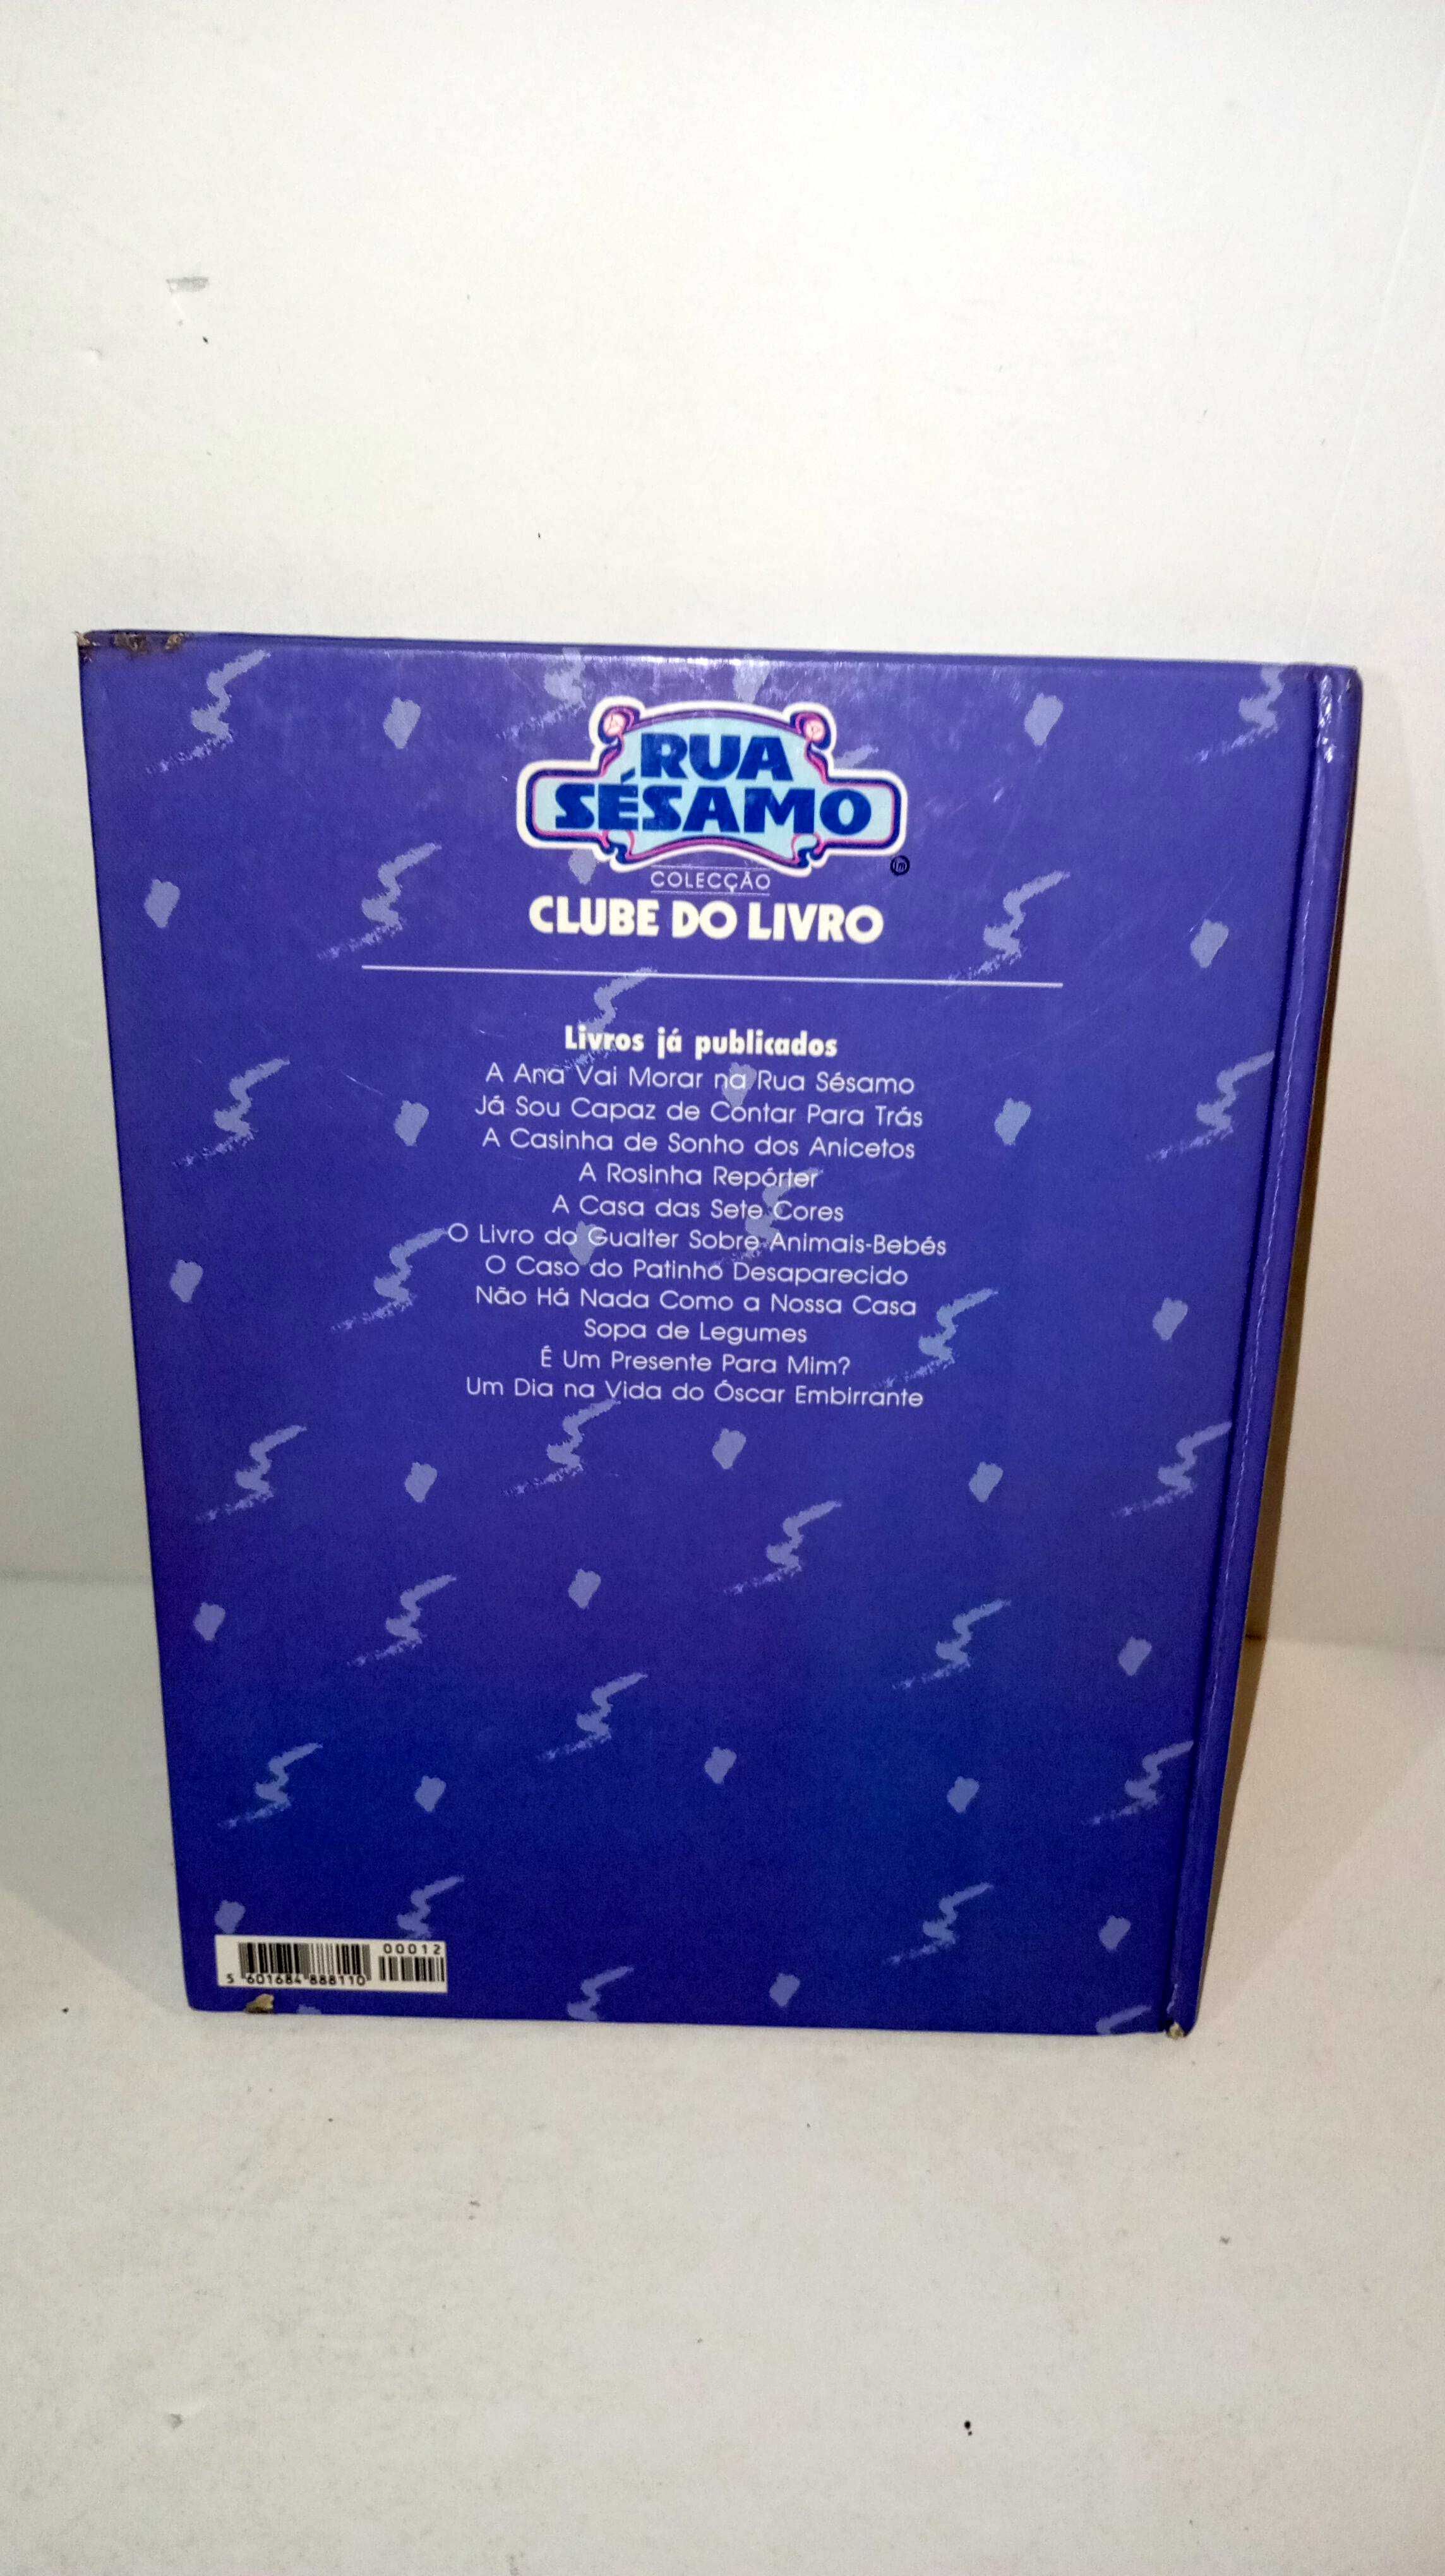 RUA
SÉSAMO
tm
COLECÇÃO
CLUBE DO LIVRO
Livros já publicados
A Ana Vai Morar na Rua Sésamo
Já Sou Capaz de Contar Para Trás
A Casinha de Sonho dos Anicetos
A Rosinha Repórter
A Casa das Sete Cores
O Livro do Gualter Sobre Animais-Bebés
O Caso do Patinho Desaparecido
Não Há Nada Como a Nossa Casa
Sopa de Legumes
É Um Presente Para Mim?
Um Dia na Vida do Óscar Embirrante
00012
5 601684 888110